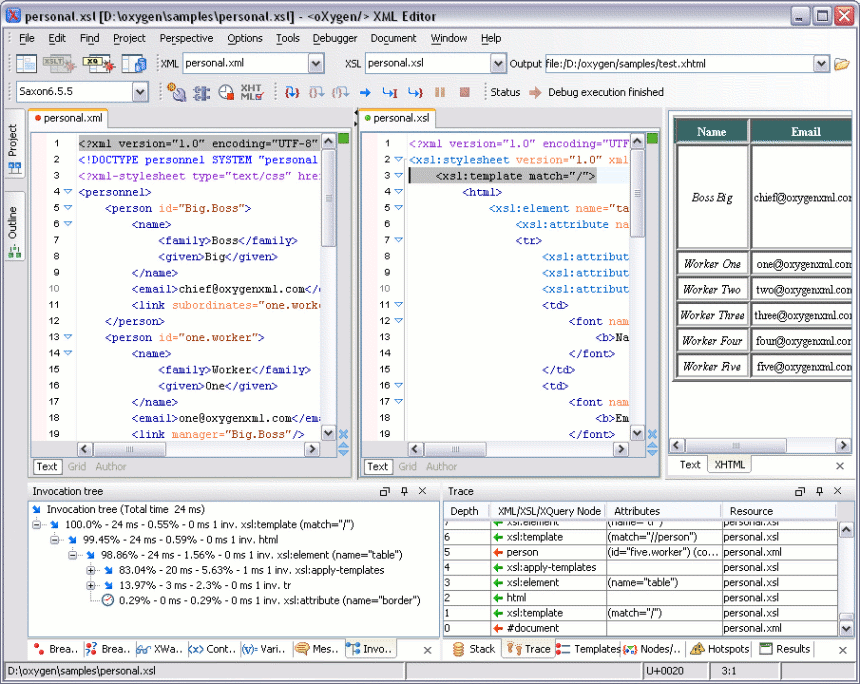 personal.xsl [D:\oxygen\samples\personal.xsl] - <oXygen/> XML Editor
File Edit Find Project Perspective Options Tools Debugger Document Window Help
XML personal.xml XSL personal.xsl Output file:/D:/oxygen/samples/test.xhtml
Saxon6.5.5 XHTML Status Debug execution finished
Project
Outline
personal.xml
1 <?xml version="1.0" encoding="UTF-8"
2 <!DOCTYPE personnel SYSTEM "personal
3 <?xml-stylesheet type="text/css" hre
4 <personnel>
5 <person id="Big.Boss">
6 <name>
7 <family>Boss</family>
8 <given>Big</given>
9 </name>
10 <email>chief@oxygenxml.com</e
11 <link subordinates="one.worke
12 </person>
13 <person id="one.worker">
14 <name>
15 <family>Worker</family>
16 <given>One</given>
17 </name>
18 <email>one@oxygenxml.com</ema
19 <link manager="Big.Boss"/>
Text Grid Author
personal.xsl
1 <?xml version="1.0" encoding="UTF
2 <xsl:stylesheet version="1.0" xml
3 <xsl:template match="/">
4 <html>
5 <xsl:element name="ta
6 <xsl:attribute na
7 <tr>
8 <xsl:attribut
9 <xsl:attribut
10 <xsl:attribut
11 <td>
12 <font nam
13 <b>Na
14 </font>
15 </td>
16 <td>
17 <font nam
18 <b>Em
19 </font>
Text Grid Author
Name Email
Boss Big chief@oxygenxml.com
Worker One one@oxygenxml.com
Worker Two two@oxygenxml.com
Worker Three three@oxygenxml.com
Worker Four four@oxygenxml.com
Worker Five five@oxygenxml.com
Text XHTML
Invocation tree
Invocation tree (Total time 24 ms)
100.0% - 24 ms - 0.55% - 0 ms 1 inv. xsl:template (match="/")
99.45% - 24 ms - 0.59% - 0 ms 1 inv. html
98.86% - 24 ms - 1.56% - 0 ms 1 inv. xsl:element (name="table")
83.04% - 20 ms - 5.63% - 1 ms 1 inv. xsl:apply-templates
13.97% - 3 ms - 2.3% - 0 ms 1 inv. tr
0.29% - 0 ms - 0.29% - 0 ms 1 inv. xsl:attribute (name="border")
Brea.. Brea.. XWa.. Cont.. Vari.. Mes.. Invo..
Trace
Depth XML/XSL/XQuery Node Attributes Resource
7 xsl:element (name="tr") personal.xsl
6 xsl:template (match="//person") personal.xsl
5 person (id="five.worker") (co... personal.xml
4 xsl:apply-templates personal.xsl
3 xsl:element (name="table") personal.xsl
2 html personal.xsl
1 xsl:template (match="/") personal.xsl
0 #document personal.xml
Stack Trace Templates Nodes/.. Hotspots Results
D:\oxygen\samples\personal.xsl U+0020 3:1